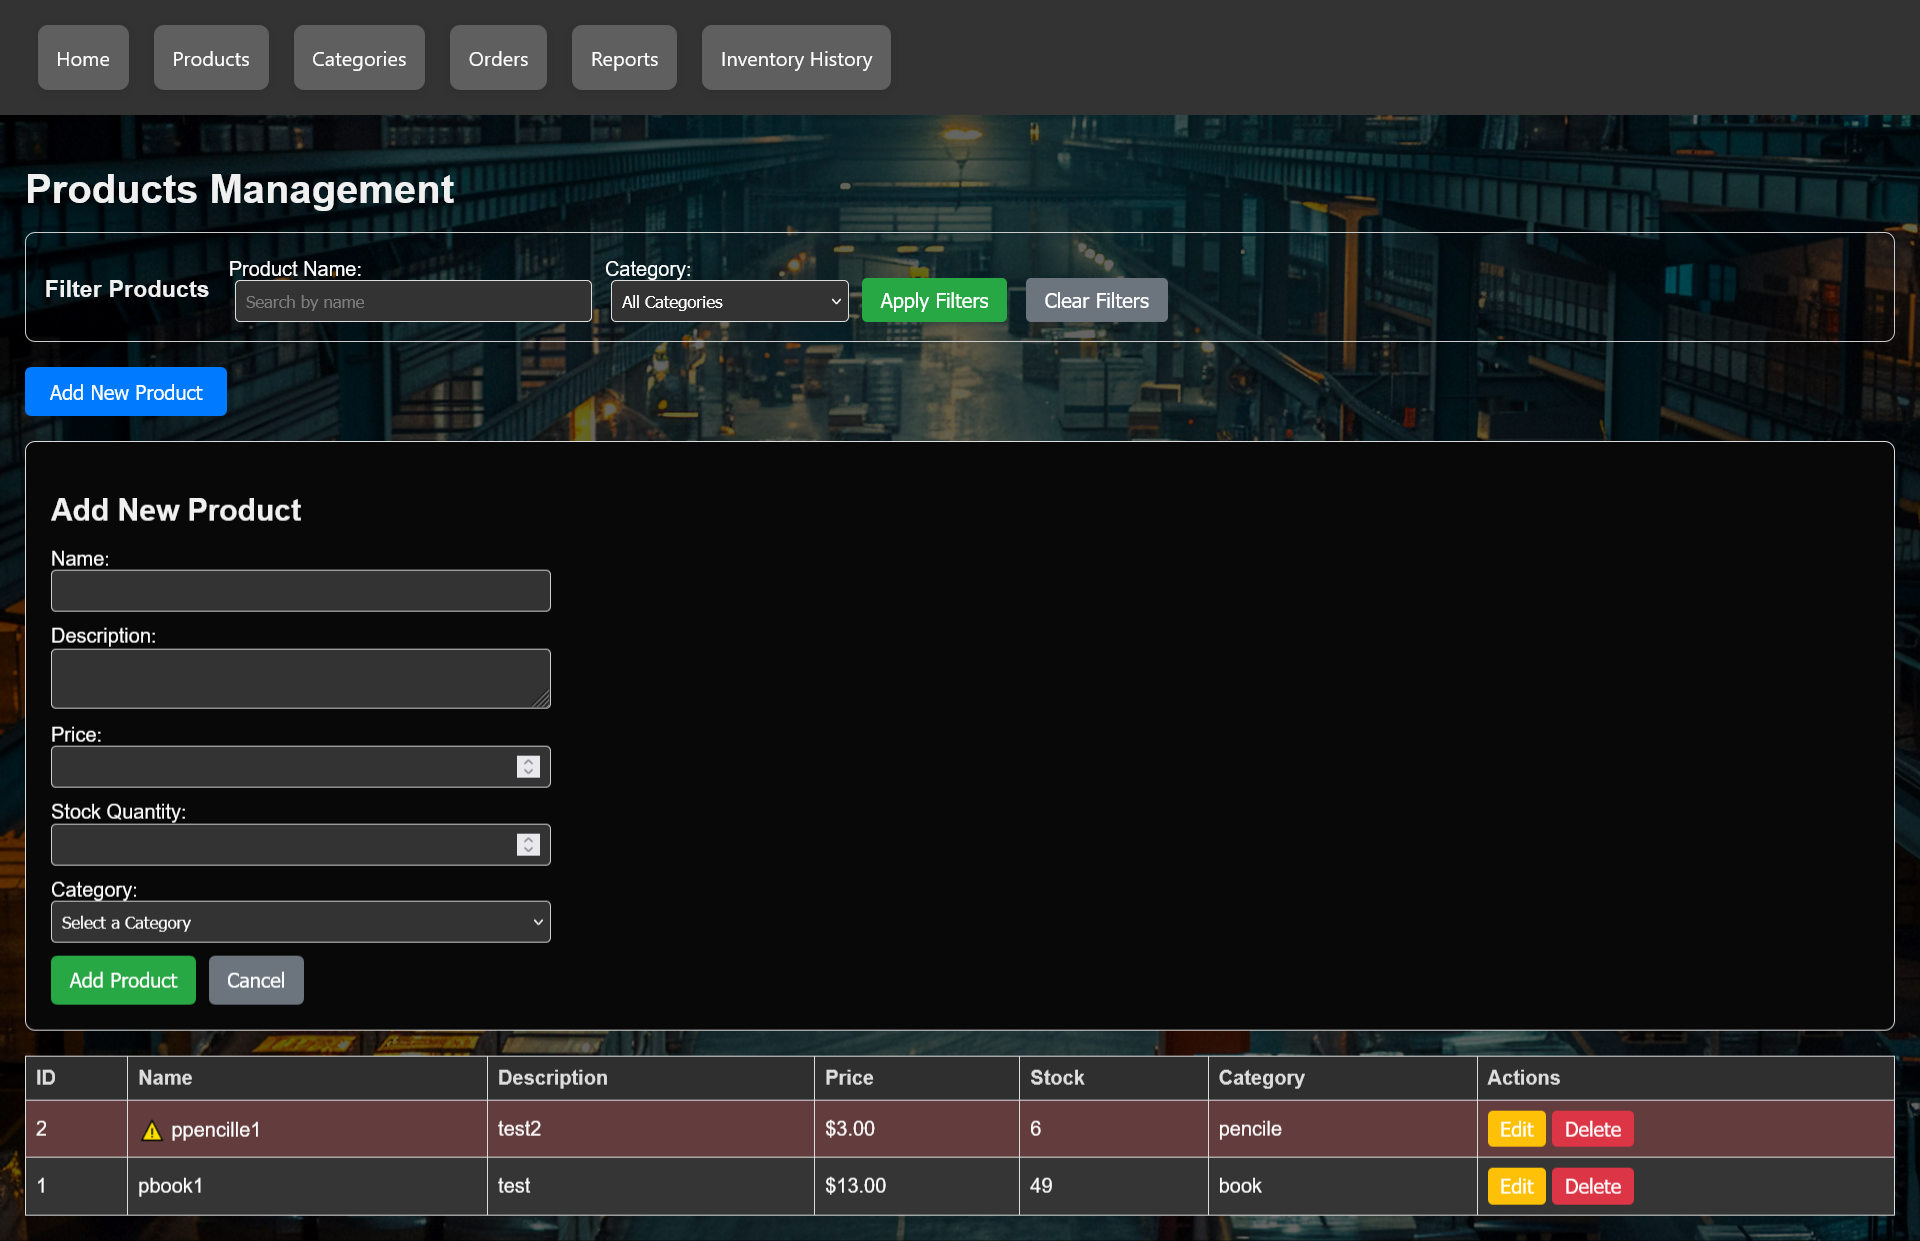 Home Products Categories Orders Reports Inventory History
Products Management
Filter Products
Product Name:
Search by name
Category:
All Categories
Apply Filters
Clear Filters
Add New Product
Add New Product
Name:
Description:
Price:
Stock Quantity:
Category:
Select a Category
Add Product Cancel
ID Name Description Price Stock Category Actions
2 ppencille1 test2 $3.00 6 pencile Edit Delete
1 pbook1 test $13.00 49 book Edit Delete